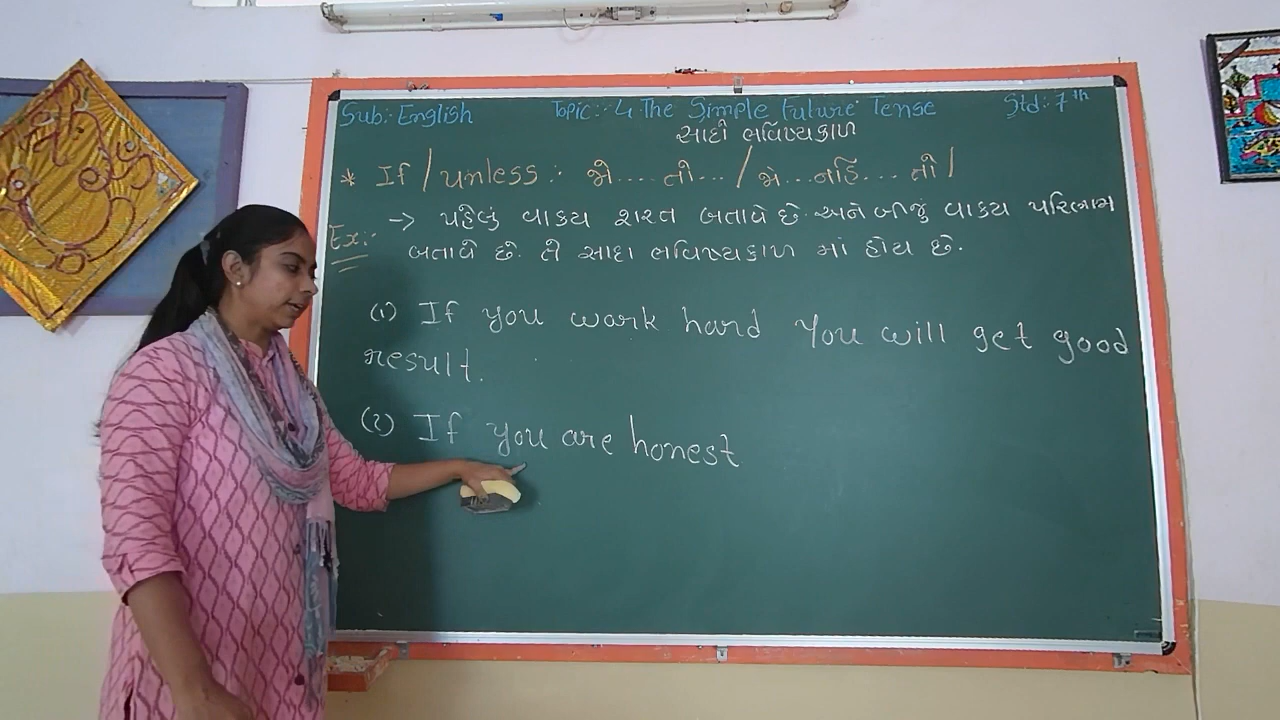 Sub:- English Topic:- 4 The Simple Future Tense Std:- 7th
સાદો ભવિષ્યકાળ
* If / unless :- જો.... તો... / જો...નહિ... તો /
Ex:- → પહેલું વાક્ય શરત બતાવે છે. અને બીજું વાક્ય પરિણામ
બતાવે છે. તે સાદા ભવિષ્યકાળ માં હોય છે.
(1) If you work hard you will get good
result.
(2) If you are honest